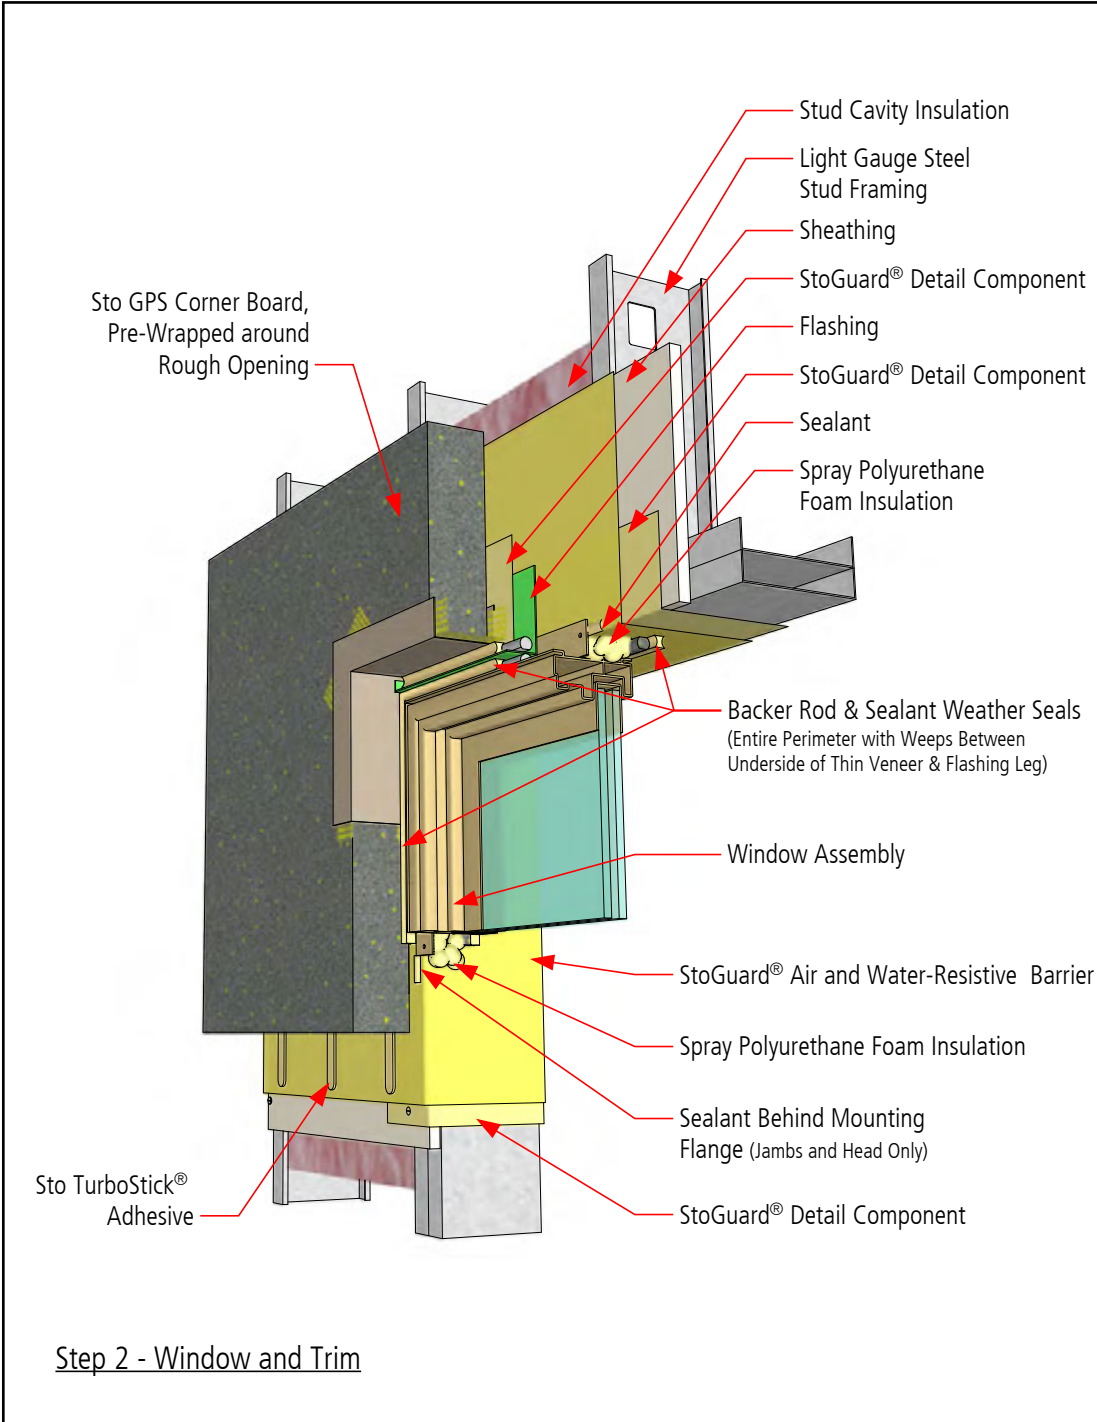 Stud Cavity Insulation
Light Gauge Steel
Stud Framing
Sheathing
StoGuard® Detail Component
Flashing
StoGuard® Detail Component
Sealant
Spray Polyurethane
Foam Insulation
Sto GPS Corner Board,
Pre-Wrapped around
Rough Opening
Backer Rod & Sealant Weather Seals
(Entire Perimeter with Weeps Between
Underside of Thin Veneer & Flashing Leg)
Window Assembly
StoGuard® Air and Water-Resistive Barrier
Spray Polyurethane Foam Insulation
Sealant Behind Mounting
Flange (Jambs and Head Only)
StoGuard® Detail Component
Sto TurboStick®
Adhesive
Step 2 - Window and Trim